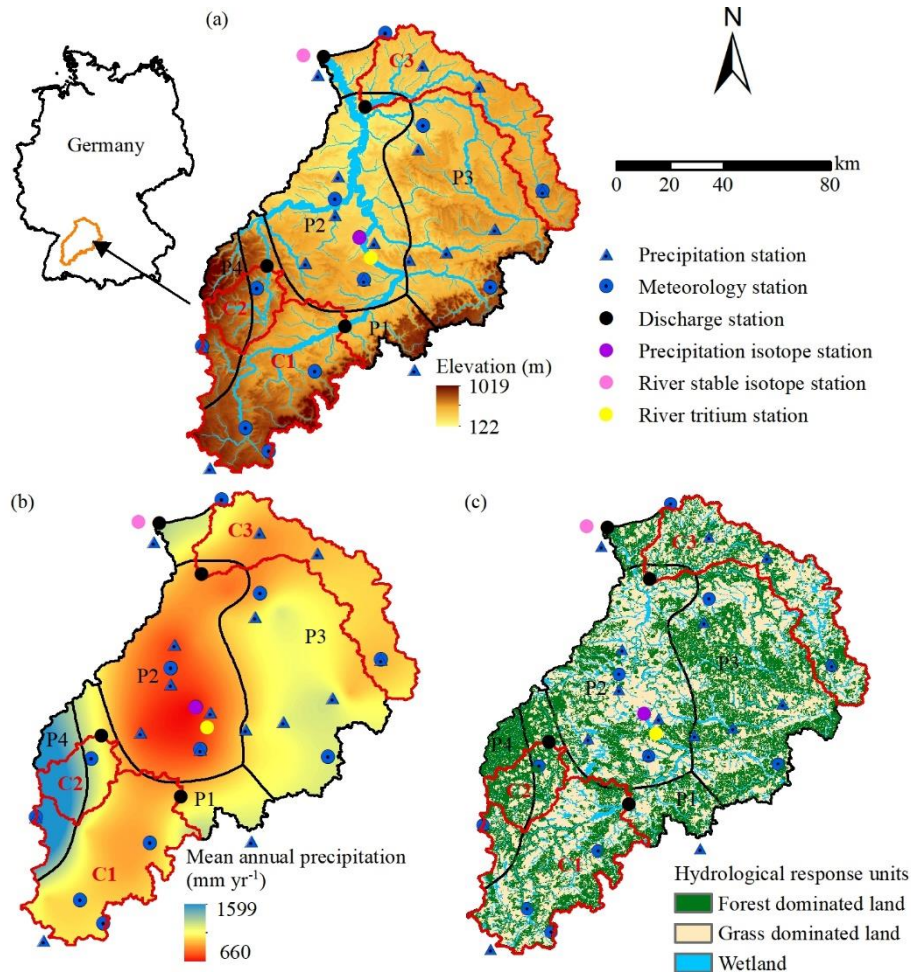 (a)
N
Germany
C3
km
0 20 40 80
P3
P2
P4
C2
P1
C1
Elevation (m)
1019
122
Precipitation station
Meteorology station
Discharge station
Precipitation isotope station
River stable isotope station
River tritium station
(b)
C3
P3
P2
P4
C2
P1
C1
Mean annual precipitation
(mm yr⁻¹)
1599
660
(c)
C3
P3
P2
P4
C2
P1
C1
Hydrological response units
Forest dominated land
Grass dominated land
Wetland